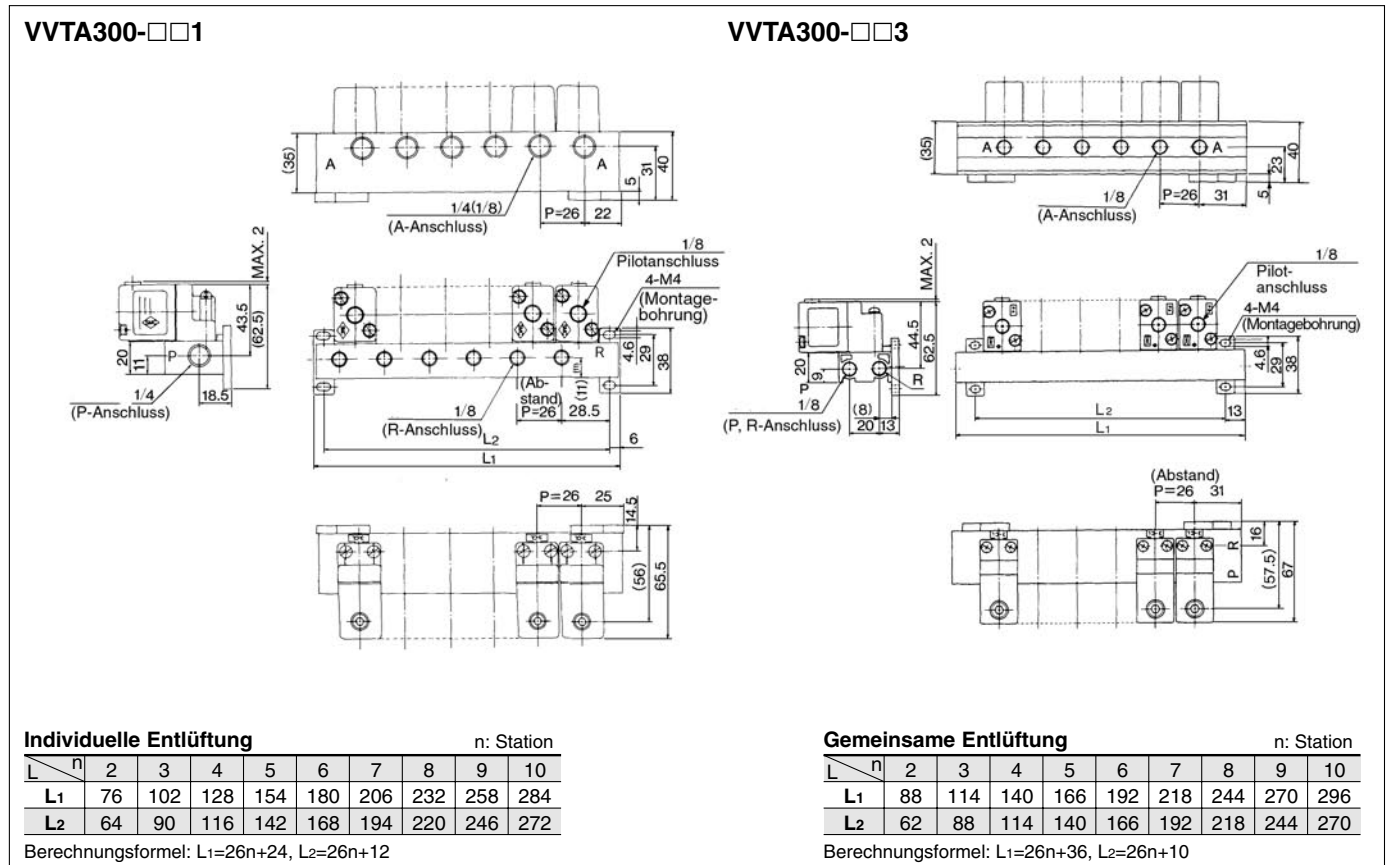 VVTA300-□□1
(35)
A
A
5
31
40
1/4(1/8)
(A-Anschluss)
P=26
22
MAX. 2
43.5
(62.5)
20
11
P
1/4
(P-Anschluss)
18.5
1/8
Pilotanschluss
4-M4
(Montage-
bohrung)
R
4.6
29
38
(11)
(Ab-
stand)
P=26
28.5
1/8
(R-Anschluss)
L2
6
L1
P=26
25
14.5
(56)
65.5
VVTA300-□□3
(35)
A
A
5
23
40
1/8
(A-Anschluss)
P=26
31
MAX. 2
44.5
62.5
20
9
P
R
1/8
(P, R-Anschluss)
(8)
20
13
1/8
Pilot-
anschluss
4-M4
(Montagebohrung)
4.6
29
38
L2
13
L1
(Abstand)
P=26
31
R
P
16
(57.5)
67
Individuelle Entlüftung n: Station
L n 2 3 4 5 6 7 8 9 10
L1 76 102 128 154 180 206 232 258 284
L2 64 90 116 142 168 194 220 246 272
Berechnungsformel: L1=26n+24, L2=26n+12
Gemeinsame Entlüftung n: Station
L n 2 3 4 5 6 7 8 9 10
L1 88 114 140 166 192 218 244 270 296
L2 62 88 114 140 166 192 218 244 270
Berechnungsformel: L1=26n+36, L2=26n+10